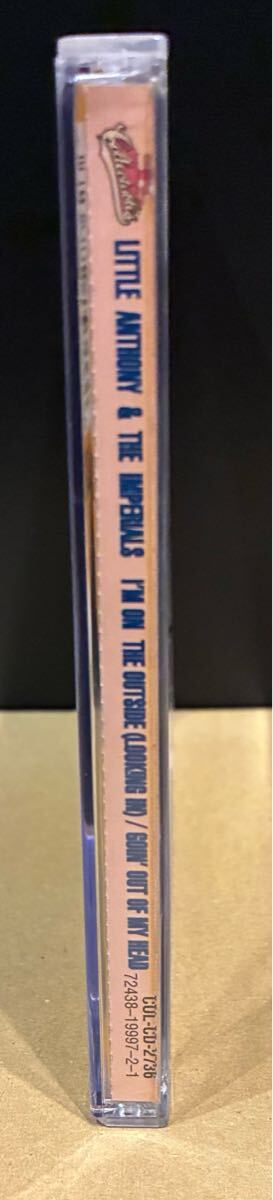 Collectables
LITTLE ANTHONY & THE IMPERIALS I'M ON THE OUTSIDE (LOOKING IN) / GOIN' OUT OF MY HEAD
COL-CD-2736
72438-19997-2-1